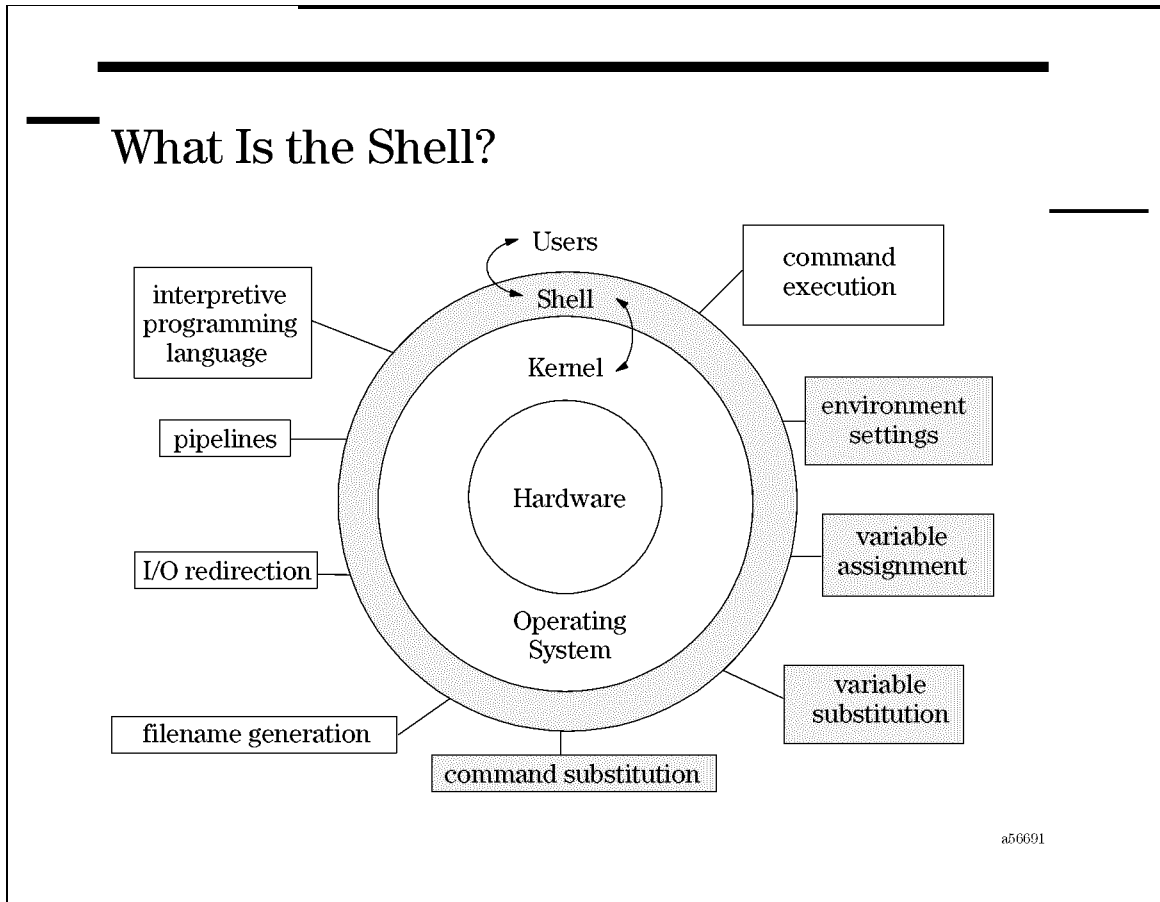 What Is the Shell?
Users
Shell
Kernel
Hardware
Operating
System
interpretive
programming
language
pipelines
I/O redirection
filename generation
command substitution
command
execution
environment
settings
variable
assignment
variable
substitution
a56691